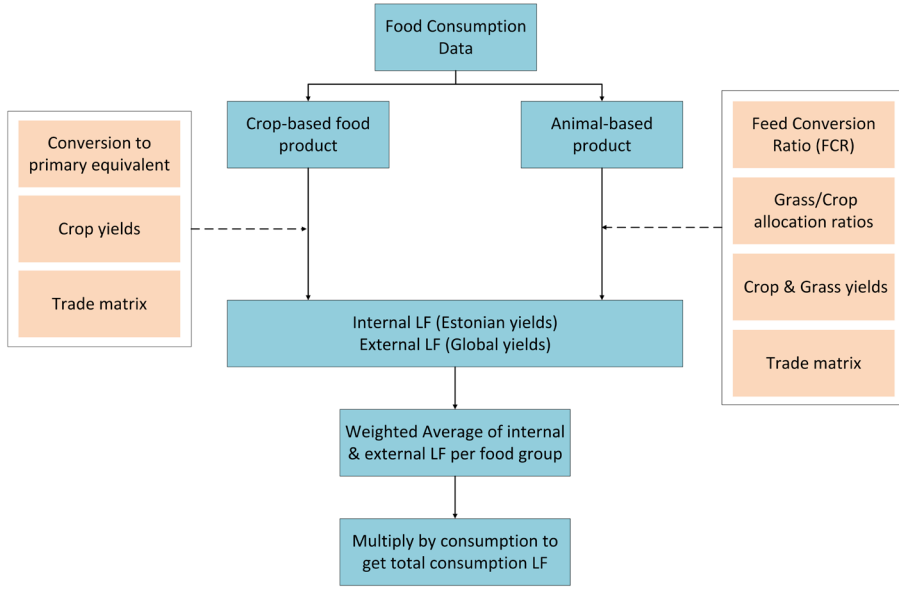 Food Consumption
Data
Crop-based food
product
Animal-based
product
Conversion to
primary equivalent
Crop yields
Trade matrix
Feed Conversion
Ratio (FCR)
Grass/Crop
allocation ratios
Crop & Grass yields
Trade matrix
Internal LF (Estonian yields)
External LF (Global yields)
Weighted Average of internal
& external LF per food group
Multiply by consumption to
get total consumption LF